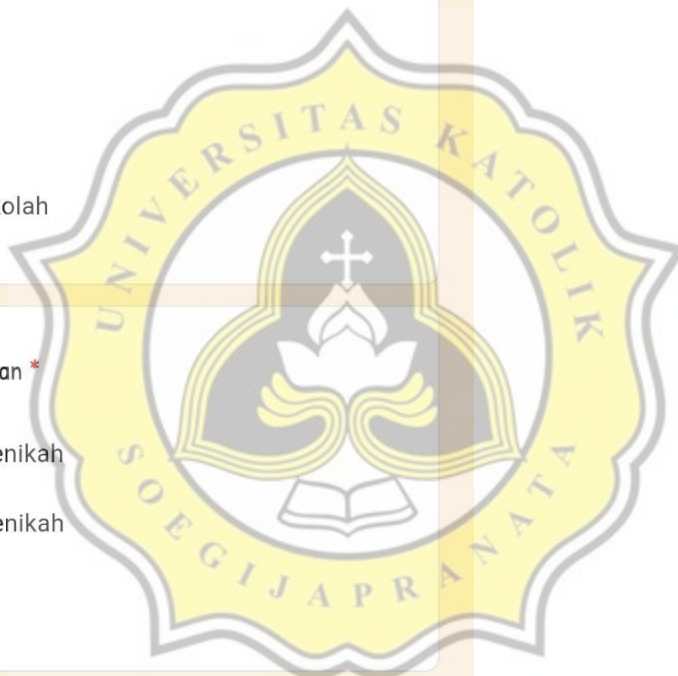 UNIVERSITAS KATOLIK
olah
an *
enikah
enikah
SOEGIJAPRANATA